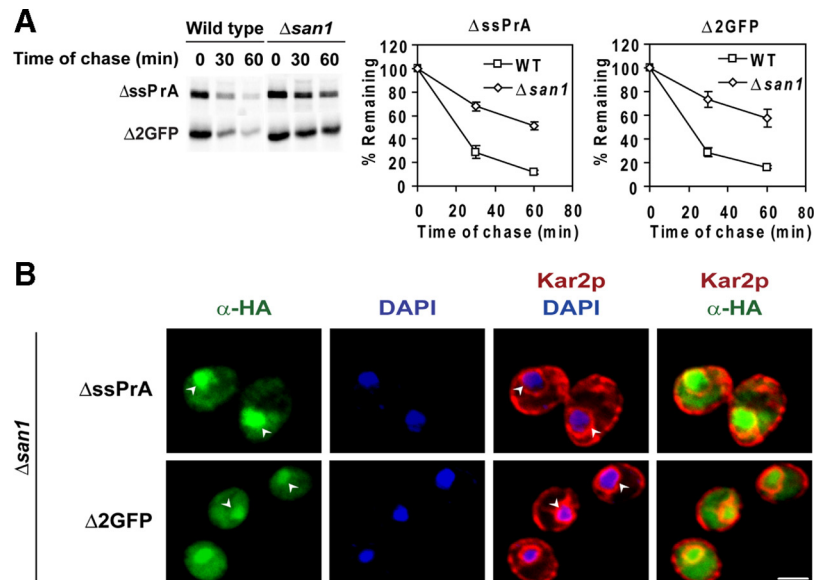 A
Wild type Δsan1
Time of chase (min) 0 30 60 0 30 60
ΔssPrA
Δ2GFP
ΔssPrA
% Remaining
120
100
80
60
40
20
0
WT
Δsan1
0 20 40 60 80
Time of chase (min)
Δ2GFP
% Remaining
120
100
80
60
40
20
0
WT
Δsan1
0 20 40 60 80
Time of chase (min)
B
Kar2p Kar2p
α-HA DAPI DAPI α-HA
Δsan1
ΔssPrA
Δ2GFP